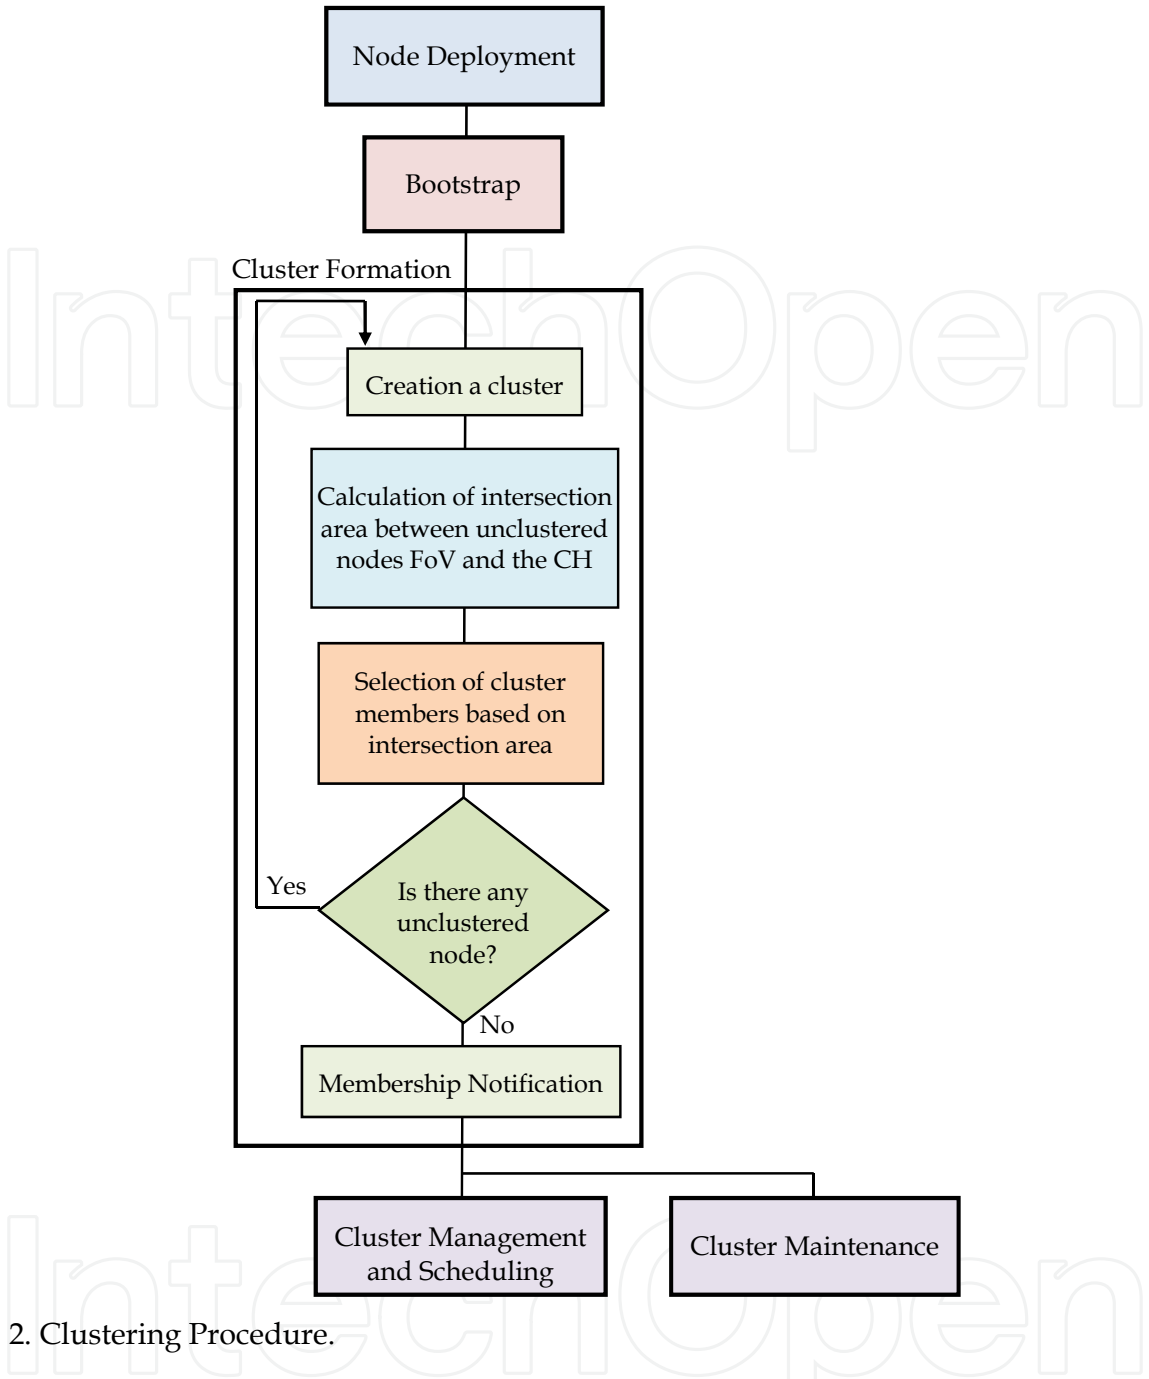 Node Deployment
Bootstrap
Cluster Formation
Creation a cluster
Calculation of intersection
area between unclustered
nodes FoV and the CH
Selection of cluster
members based on
intersection area
Yes
Is there any
unclustered
node?
No
Membership Notification
Cluster Management
and Scheduling
Cluster Maintenance
2. Clustering Procedure.
IntechOpen
IntechOpen